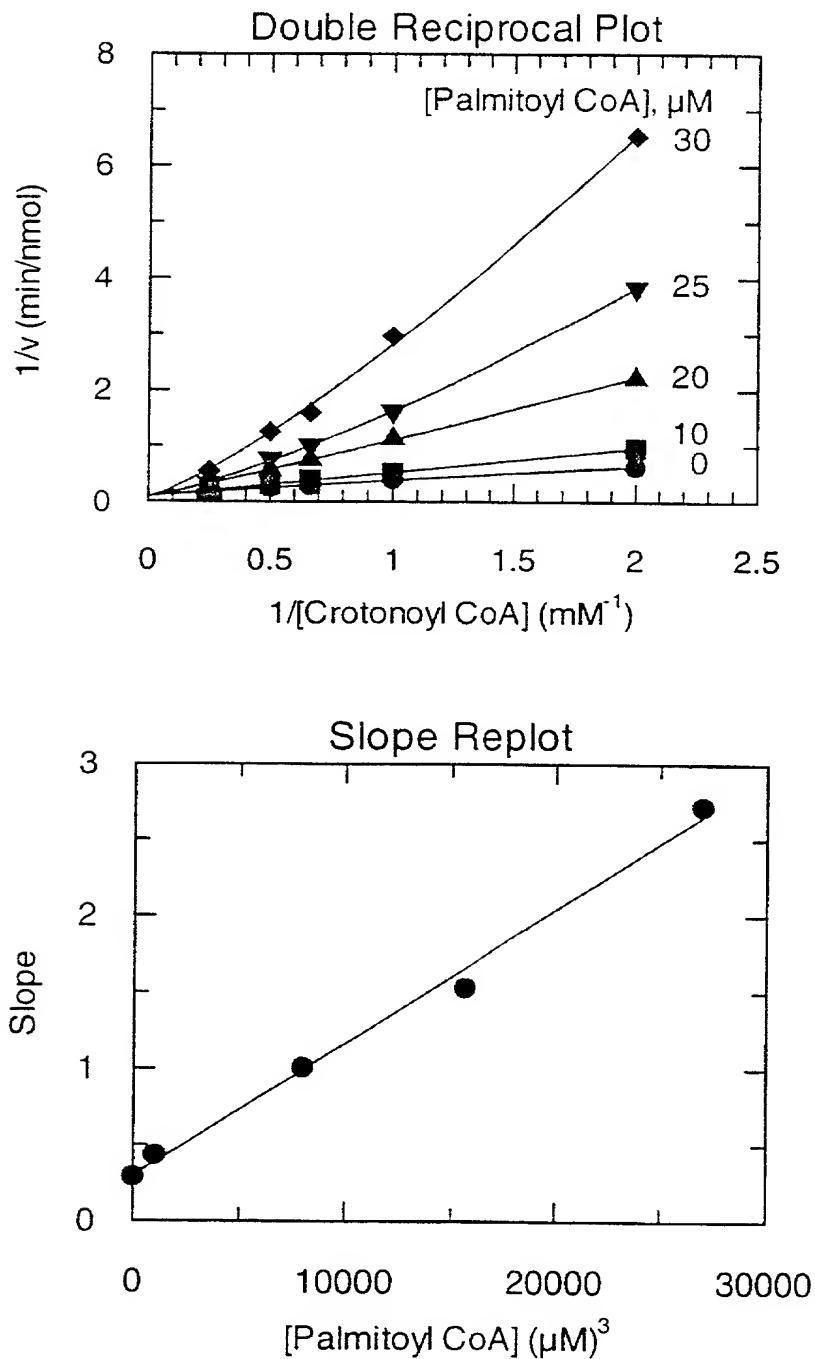 Double Reciprocal Plot
8
6
4
2
0
1/v (min/nmol)
[Palmitoyl CoA], µM
30
25
20
10
0
0 0.5 1 1.5 2 2.5
1/[Crotonoyl CoA] (mM⁻¹)
Slope Replot
3
2
1
0
Slope
0 10000 20000 30000
[Palmitoyl CoA] (µM)³